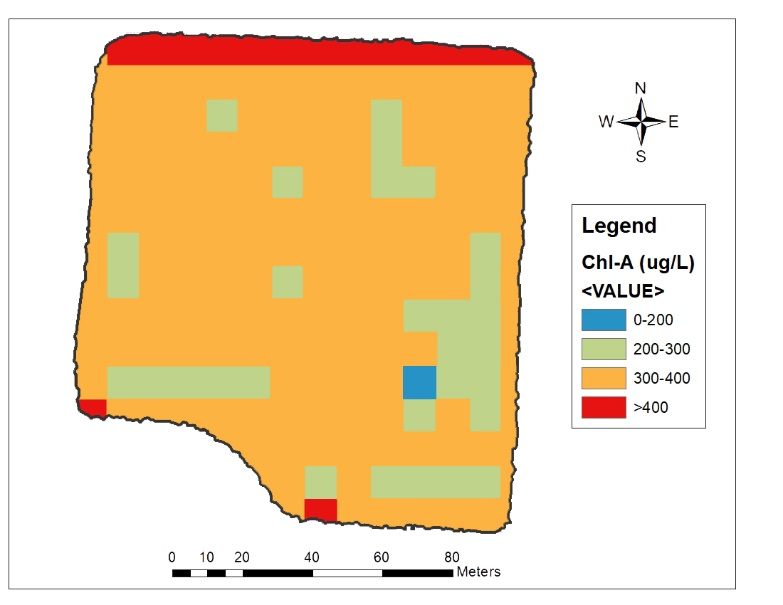 N
W E
S
Legend
Chl-A (ug/L)
<VALUE>
0-200
200-300
300-400
>400
0 10 20 40 60 80
Meters